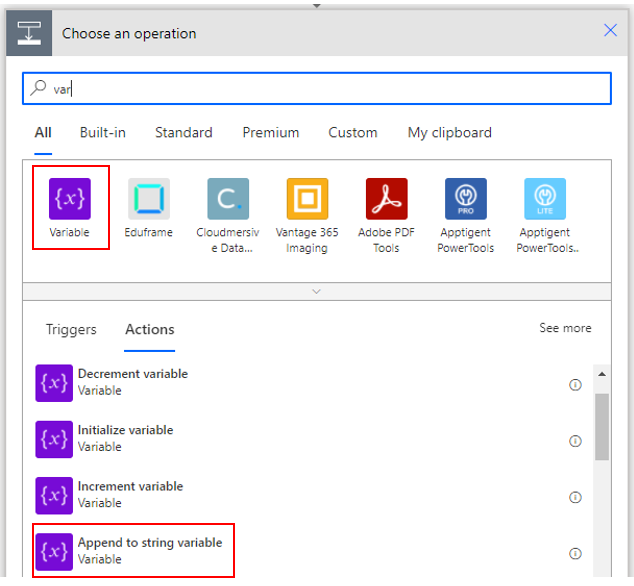 Choose an operation
var
All Built-in Standard Premium Custom My clipboard
{x} C. PRO LITE
Variable Eduframe Cloudmersiv Vantage 365 Adobe PDF Apptigent Apptigent
e Data... Imaging Tools PowerTools PowerTools..
Triggers Actions See more
{x} Decrement variable
Variable
{x} Initialize variable
Variable
{x} Increment variable
Variable
{x} Append to string variable
Variable